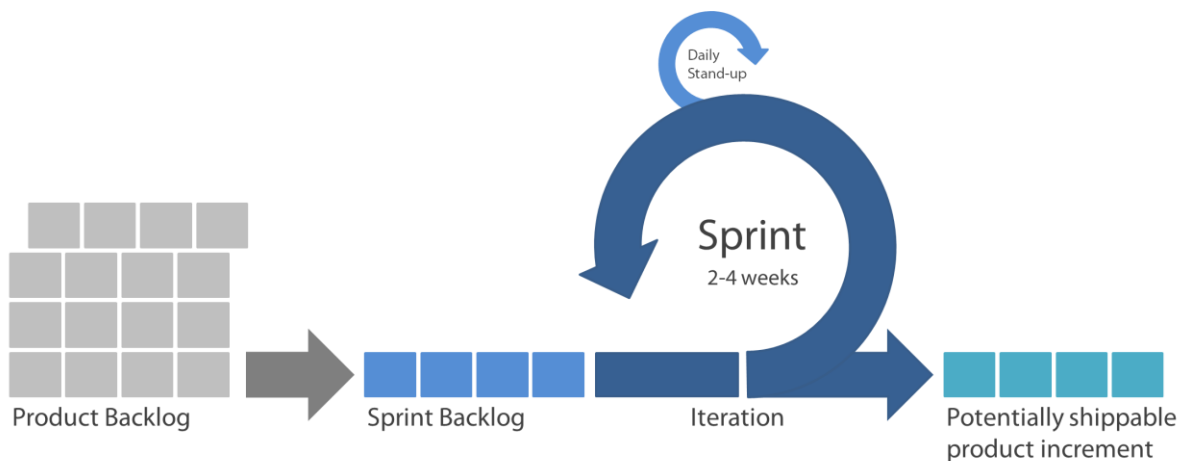 Daily
Stand-up
Sprint
2-4 weeks
Product Backlog
Sprint Backlog
Iteration
Potentially shippable
product increment